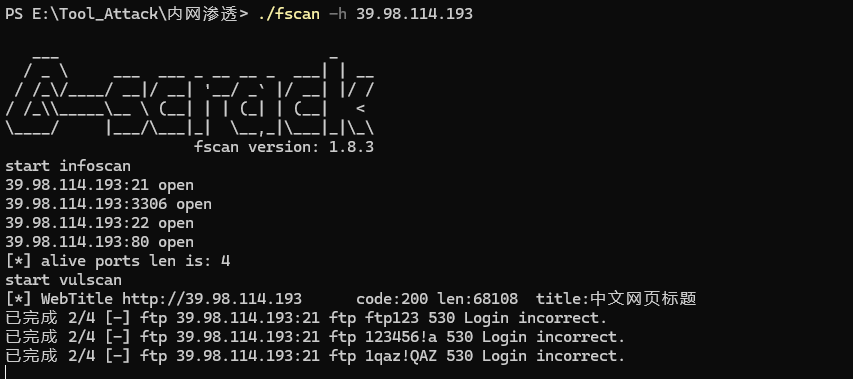 PS E:\Tool_Attack\内网渗透> ./fscan -h 39.98.114.193
   ___                              _
  / _ \     ___  ___ _ __ __ _  ___| | __
 / /_\/____/ __|/ __| '__/ _` |/ __| |/ /
/ /_\\_____\__ \ (__| | | (_| | (__|   <
\____/     |___/\___|_|  \__,_|\___|_|\_\
                     fscan version: 1.8.3
start infoscan
39.98.114.193:21 open
39.98.114.193:3306 open
39.98.114.193:22 open
39.98.114.193:80 open
[*] alive ports len is: 4
start vulscan
[*] WebTitle http://39.98.114.193      code:200 len:68108  title:中文网页标题
已完成 2/4 [-] ftp 39.98.114.193:21 ftp ftp123 530 Login incorrect.
已完成 2/4 [-] ftp 39.98.114.193:21 ftp 123456!a 530 Login incorrect.
已完成 2/4 [-] ftp 39.98.114.193:21 ftp 1qaz!QAZ 530 Login incorrect.